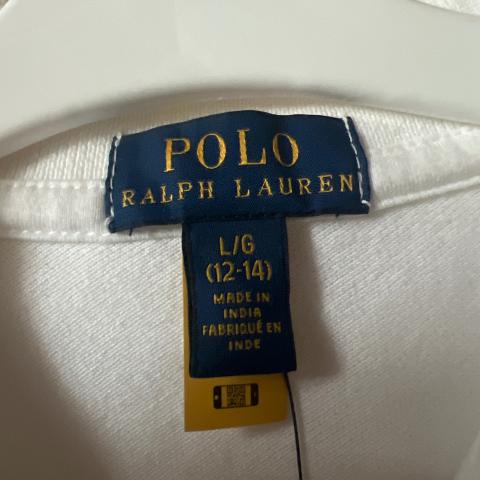 POLO
RALPH LAUREN
L/G
(12-14)
MADE IN
INDIA
FABRIQUÉ EN
INDE